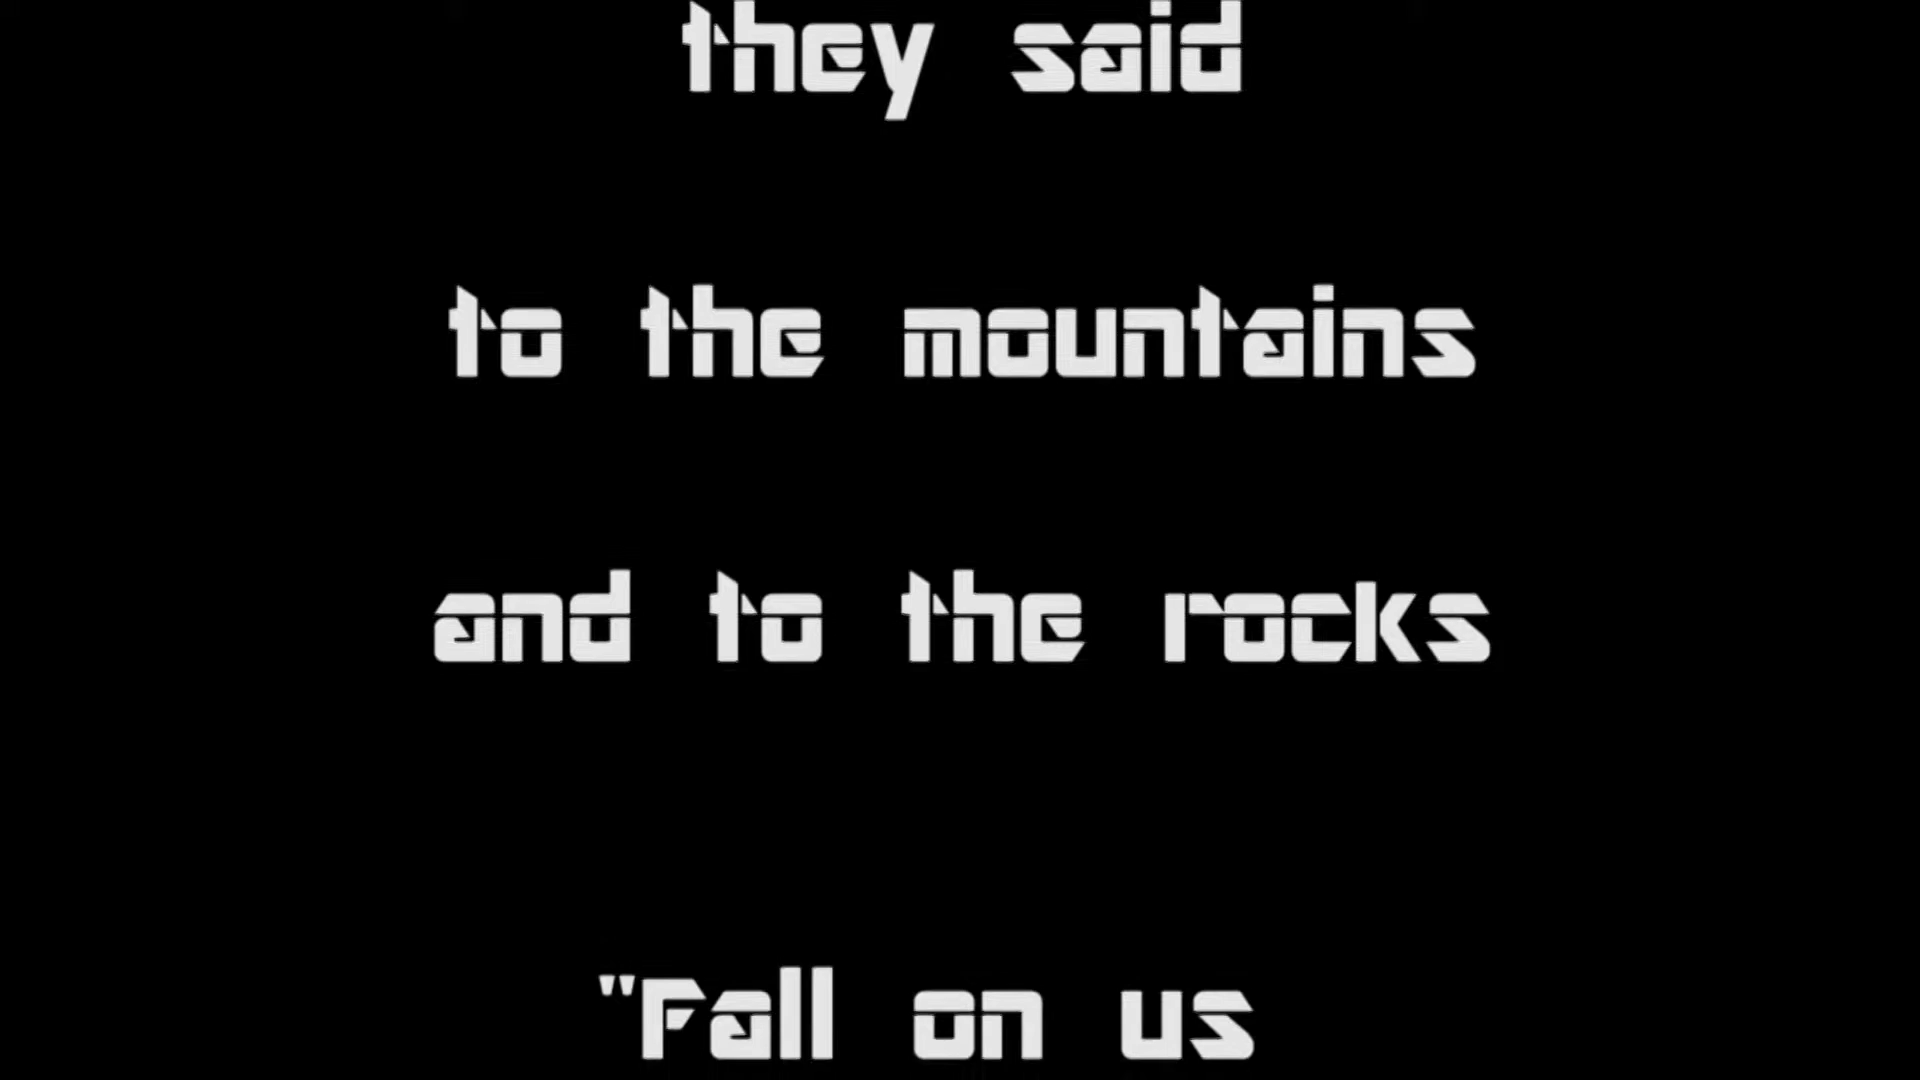 they said
to the mountains
and to the rocks
"Fall on us